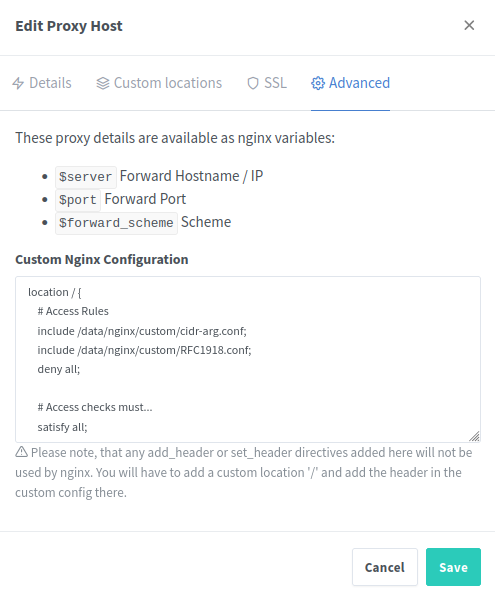 Edit Proxy Host
Details
Custom locations
SSL
Advanced
These proxy details are available as nginx variables:
• $server Forward Hostname / IP
• $port Forward Port
• $forward_scheme Scheme
Custom Nginx Configuration
location / {
# Access Rules
include /data/nginx/custom/cidr-arg.conf;
include /data/nginx/custom/RFC1918.conf;
deny all;
# Access checks must...
satisfy all;
Please note, that any add_header or set_header directives added here will not be
used by nginx. You will have to add a custom location '/' and add the header in the
custom config there.
Cancel
Save